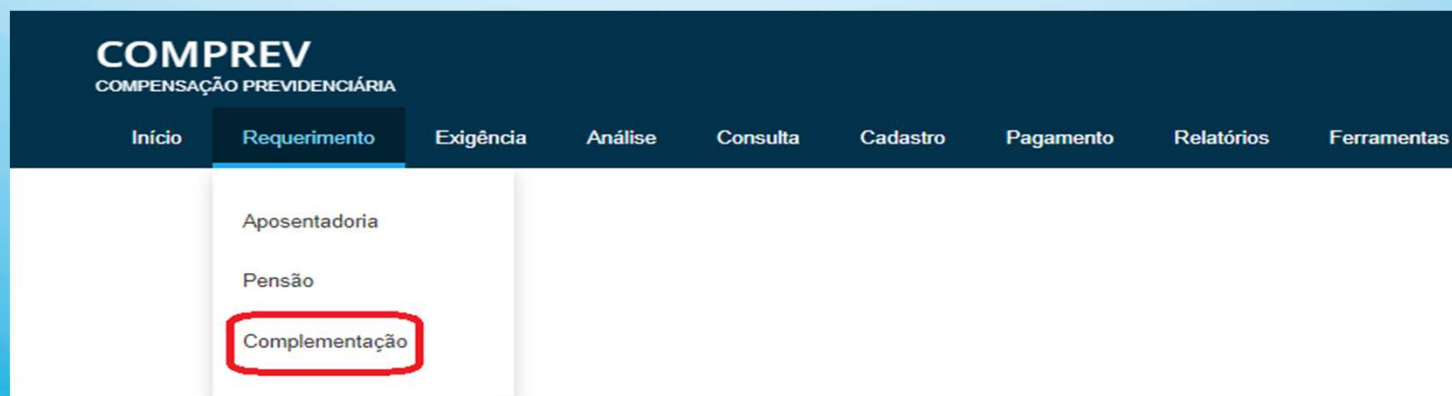 COMPREV
COMPENSAÇÃO PREVIDENCIÁRIA
Início Requerimento Exigência Análise Consulta Cadastro Pagamento Relatórios Ferramentas
Aposentadoria
Pensão
Complementação